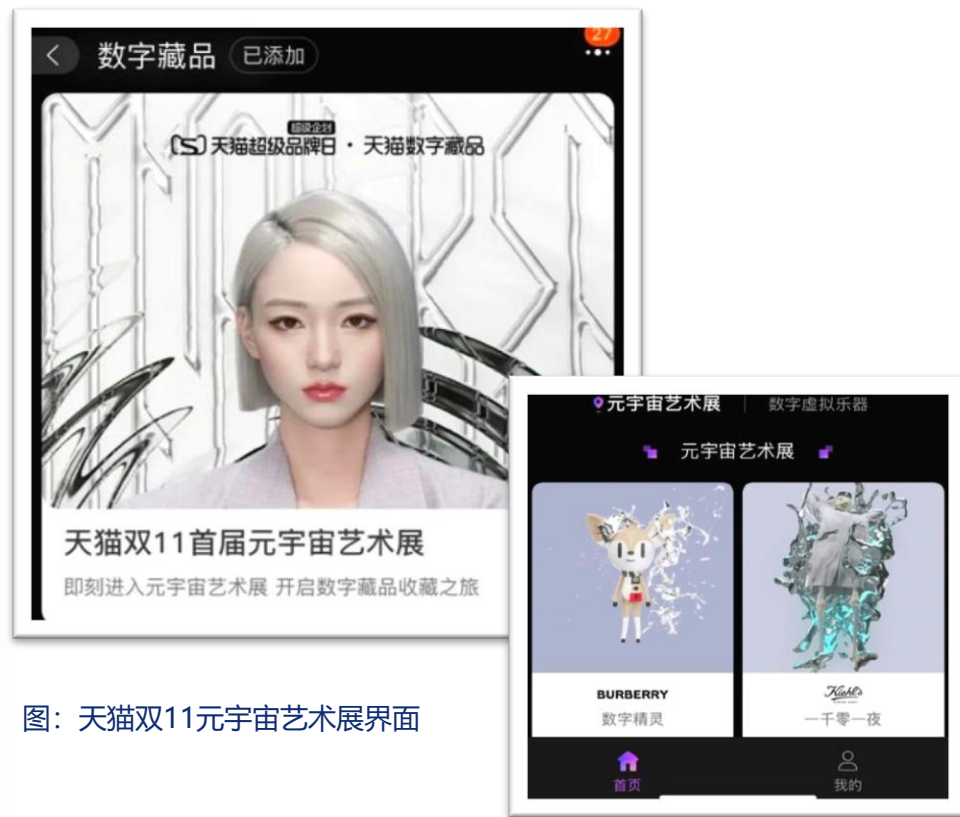 数字藏品 已添加
27
超级企划
天猫超级品牌日 · 天猫数字藏品
天猫双11首届元宇宙艺术展
即刻进入元宇宙艺术展 开启数字藏品收藏之旅
元宇宙艺术展 | 数字虚拟乐器
元宇宙艺术展
BURBERRY
数字精灵
Kiehl's
SINCE 1851
一千零一夜
首页
我的
图：天猫双11元宇宙艺术展界面